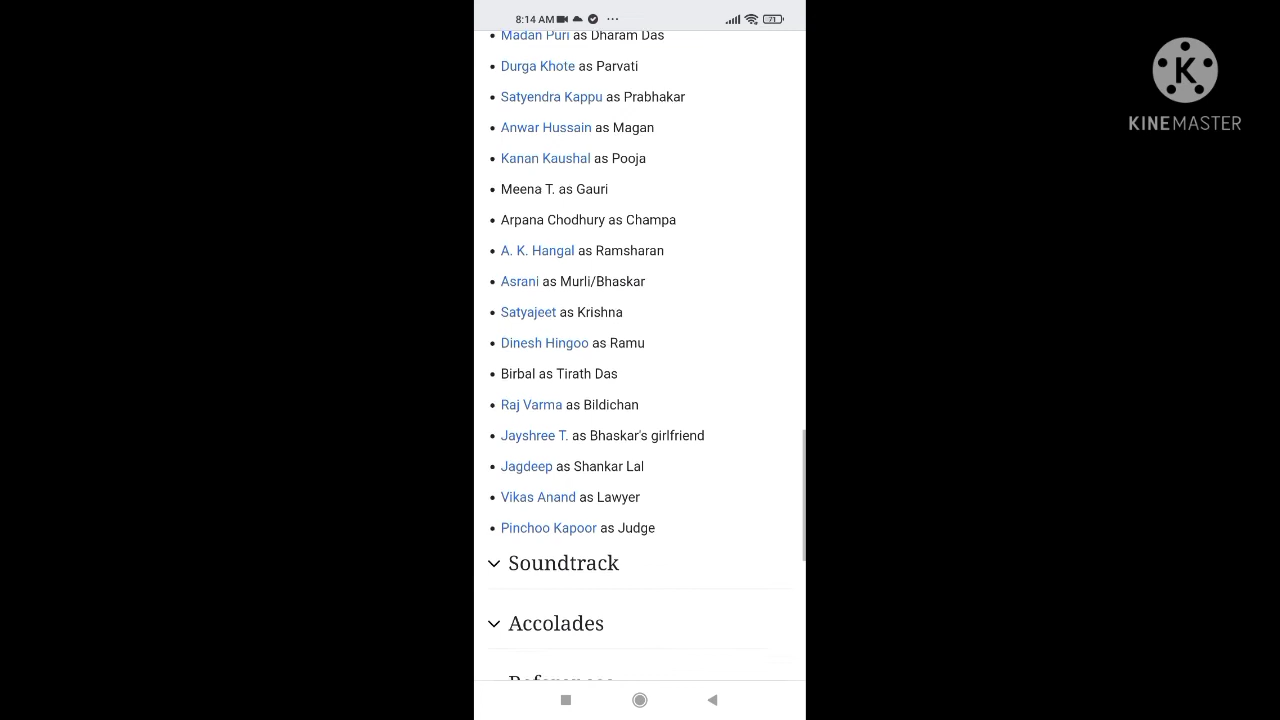 8:14 AM ... 71
Madan Puri as Dharam Das
KINEMASTER
Durga Khote as Parvati
Satyendra Kappu as Prabhakar
Anwar Hussain as Magan
Kanan Kaushal as Pooja
Meena T. as Gauri
Arpana Chodhury as Champa
A. K. Hangal as Ramsharan
Asrani as Murli/Bhaskar
Satyajeet as Krishna
Dinesh Hingoo as Ramu
Birbal as Tirath Das
Raj Varma as Bildichan
Jayshree T. as Bhaskar's girlfriend
Jagdeep as Shankar Lal
Vikas Anand as Lawyer
Pinchoo Kapoor as Judge
Soundtrack
Accolades
References